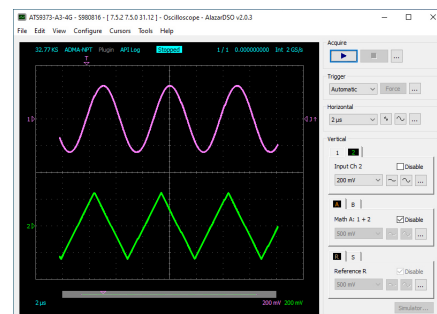 ATS9373-A3-4G - S980816 - [ 7.5.2 7.5.0 31.12 ] - Oscilloscope - AlazarDSO v2.0.3
File Edit View Configure Cursors Tools Help
32.77 KS ADMA-NPT Plugin API Log Stopped 1 / 1 0.000000000 Int 2 GS/s
T
1
1
2
2 µs 200 mV 200 mV
Acquire
...
Trigger
Automatic Force ...
Horizontal
2 µs ...
Vertical
1 2
Input Ch 2 Disable
200 mV ...
A B
Math A: 1 + 2 Disable
500 mV ...
R S
Reference R Disable
500 mV ...
Simulator...